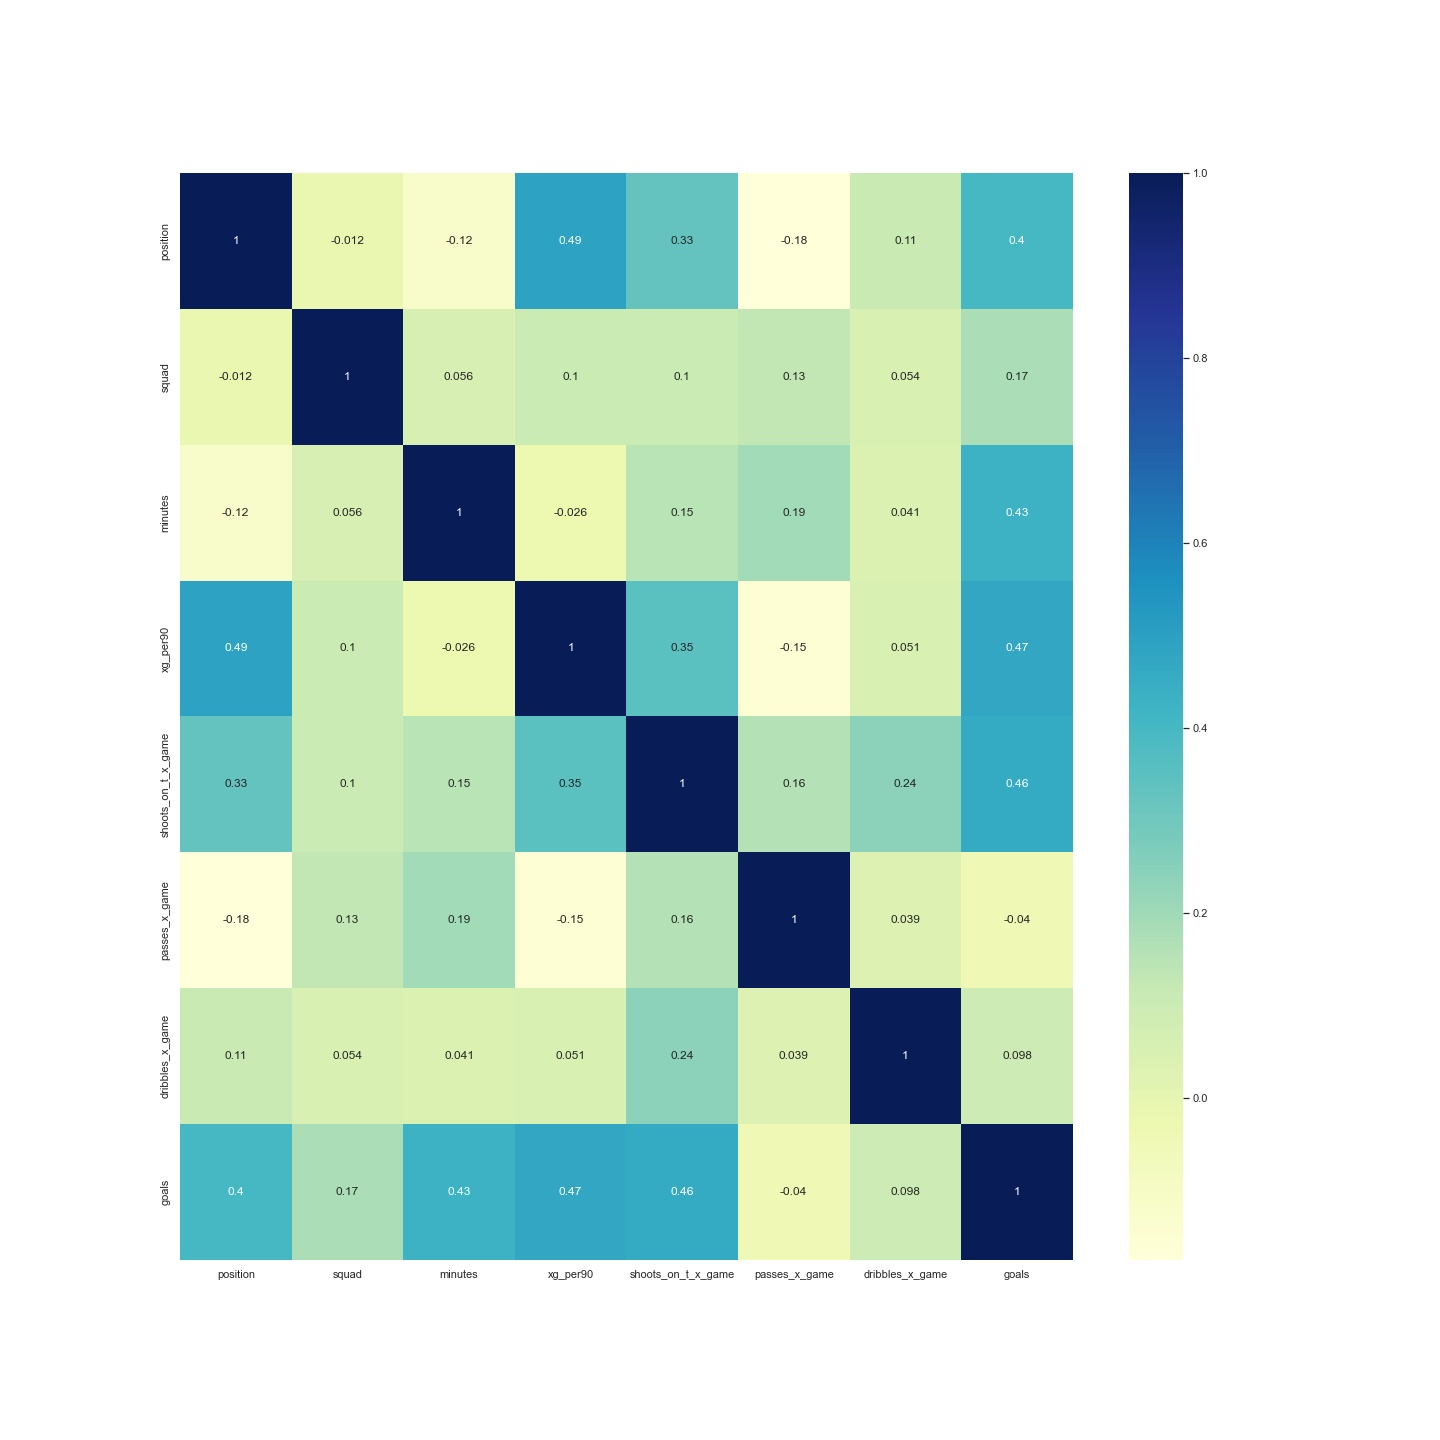 position 1 -0.012 -0.12 0.49 0.33 -0.18 0.11 0.4
squad -0.012 1 0.056 0.1 0.1 0.13 0.054 0.17
minutes -0.12 0.056 1 -0.026 0.15 0.19 0.041 0.43
xg_per90 0.49 0.1 -0.026 1 0.35 -0.15 0.051 0.47
shoots_on_t_x_game 0.33 0.1 0.15 0.35 1 0.16 0.24 0.46
passes_x_game -0.18 0.13 0.19 -0.15 0.16 1 0.039 -0.04
dribbles_x_game 0.11 0.054 0.041 0.051 0.24 0.039 1 0.098
goals 0.4 0.17 0.43 0.47 0.46 -0.04 0.098 1
position squad minutes xg_per90 shoots_on_t_x_game passes_x_game dribbles_x_game goals
1.0
0.8
0.6
0.4
0.2
0.0